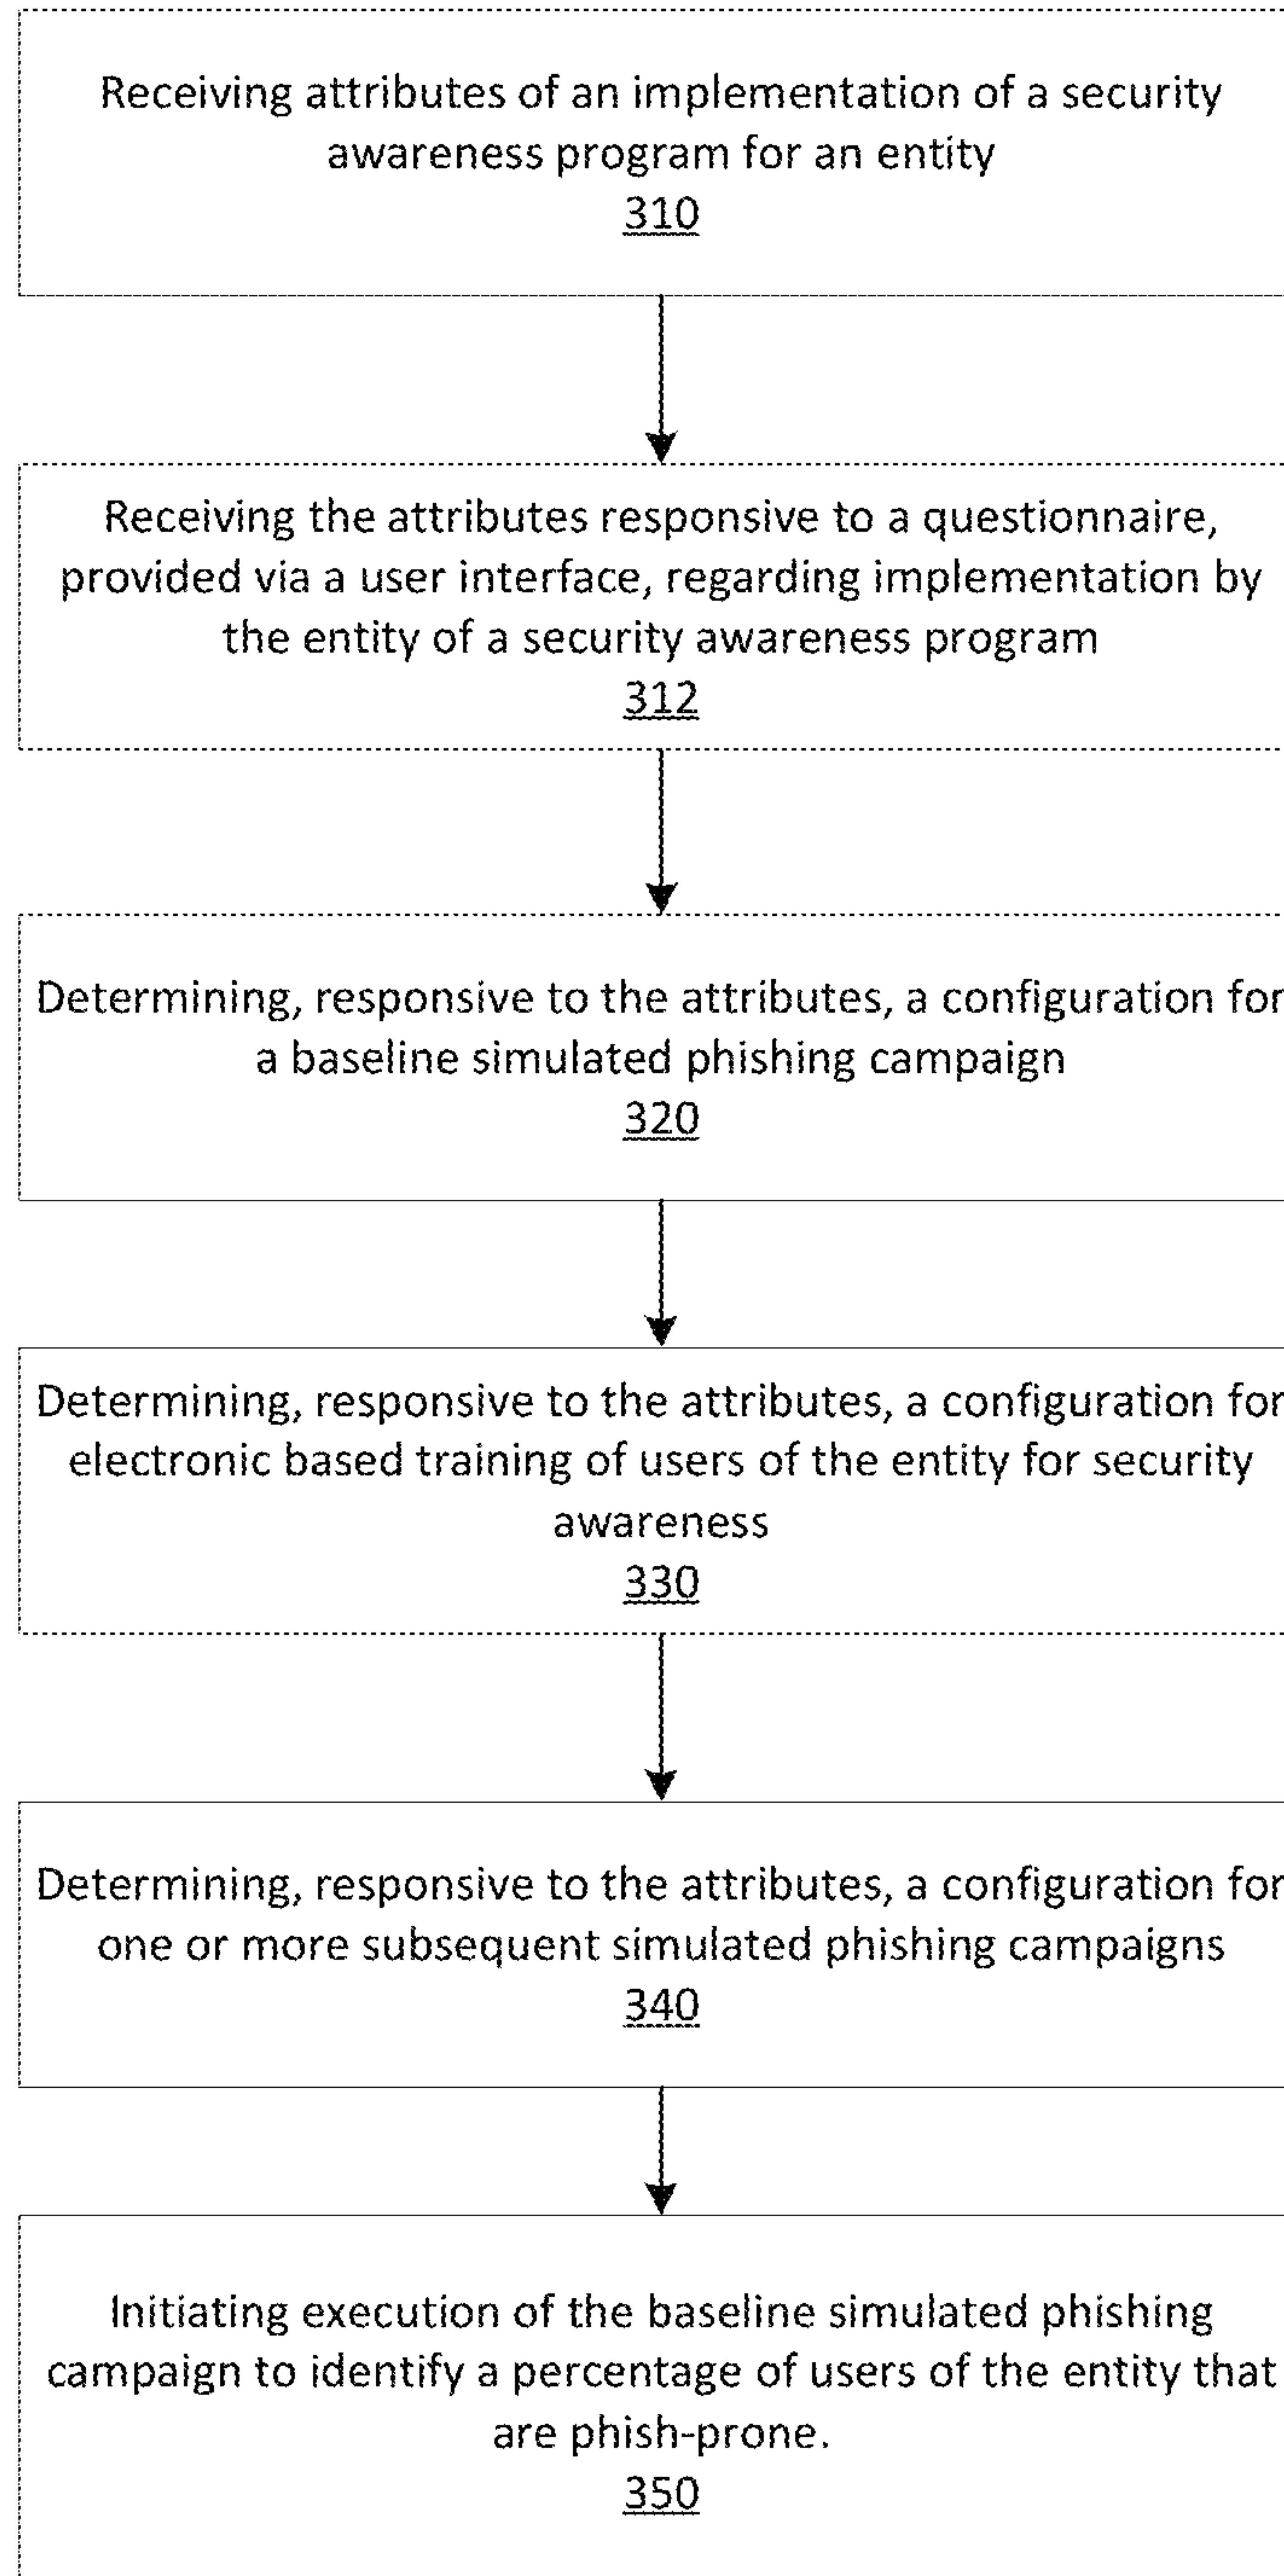 Receiving attributes of an implementation of a security
awareness program for an entity
310
Receiving the attributes responsive to a questionnaire,
provided via a user interface, regarding implementation by
the entity of a security awareness program
312
Determining, responsive to the attributes, a configuration for
a baseline simulated phishing campaign
320
Determining, responsive to the attributes, a configuration for
electronic based training of users of the entity for security
awareness
330
Determining, responsive to the attributes, a configuration for
one or more subsequent simulated phishing campaigns
340
Initiating execution of the baseline simulated phishing
campaign to identify a percentage of users of the entity that
are phish-prone.
350